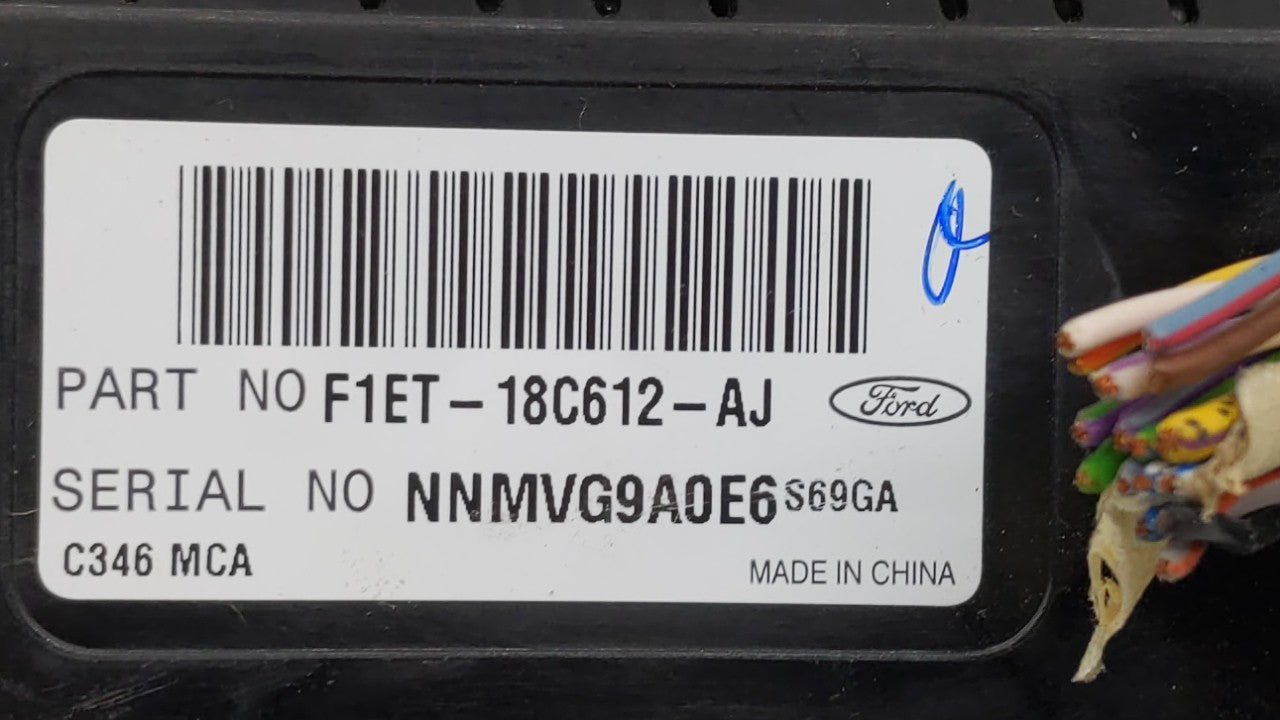 PART NO F1ET-18C612-AJ
Ford
SERIAL NO NNMVG9A0E6 S69GA
C346 MCA
MADE IN CHINA